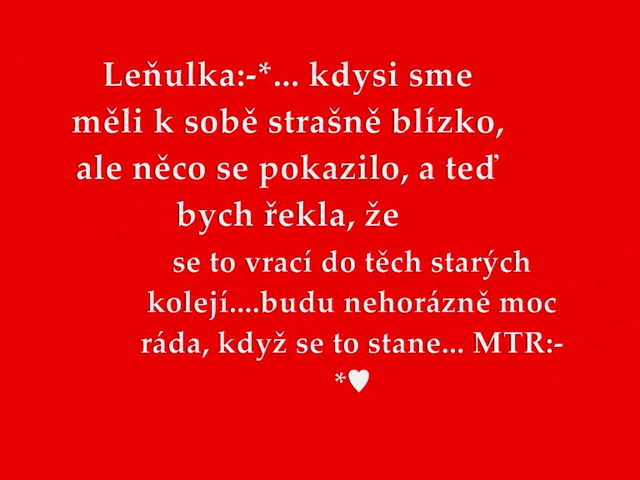 Leňulka:-*... kdysi sme
měli k sobě strašně blízko,
ale něco se pokazilo, a teď
bych řekla, že
se to vrací do těch starých
kolejí....budu nehorázně moc
ráda, když se to stane... MTR:-
*♥